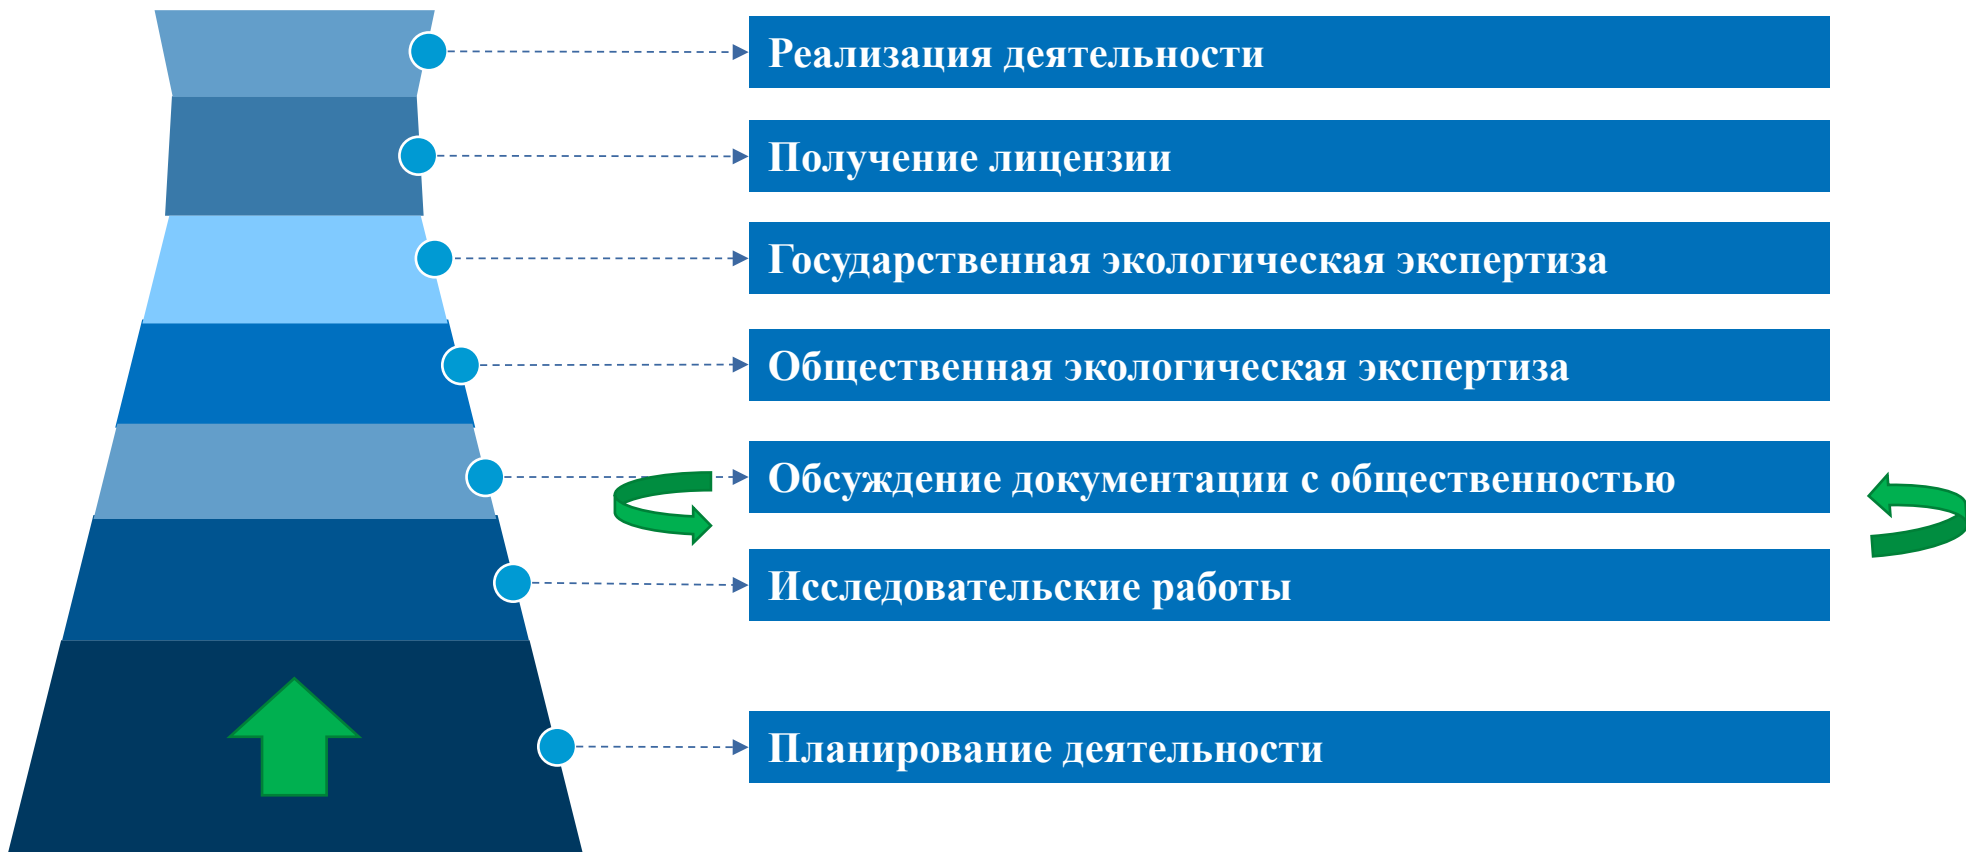 Реализация деятельности
Получение лицензии
Государственная экологическая экспертиза
Общественная экологическая экспертиза
Обсуждение документации с общественностью
Исследовательские работы
Планирование деятельности